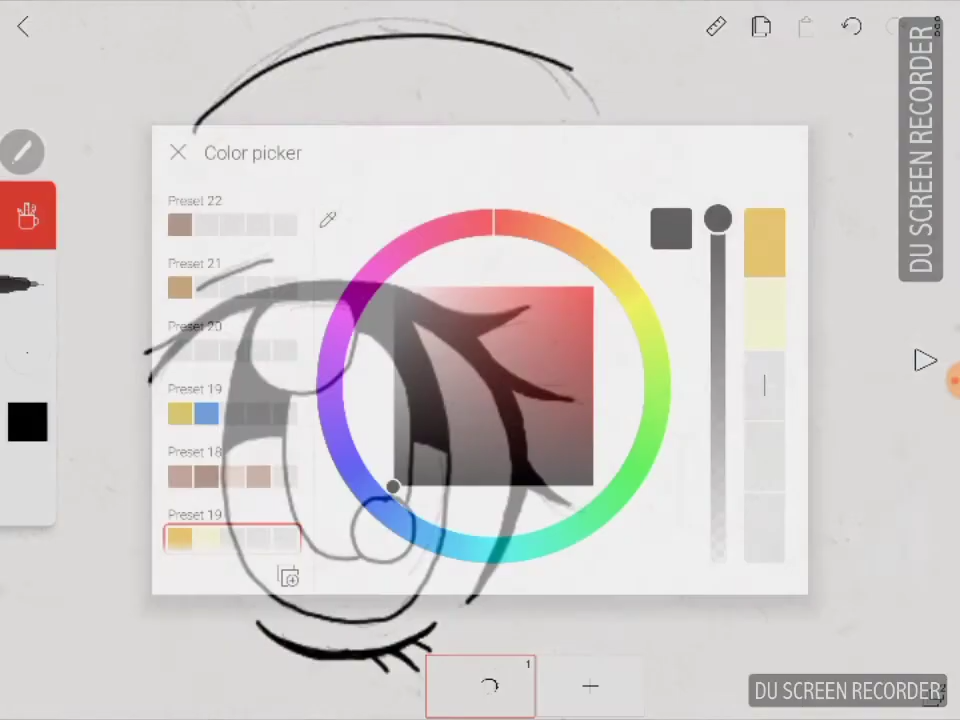 Color picker
Preset 22
Preset 21
Preset 20
Preset 19
Preset 18
Preset 19
1
DU SCREEN RECORDER
DU SCREEN RECORDER